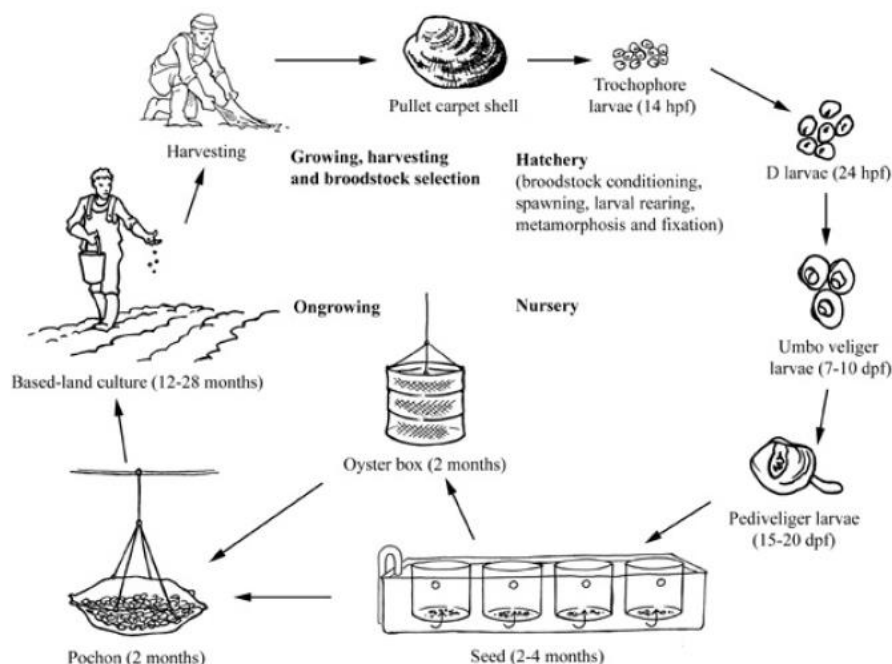 Harvesting
Pullet carpet shell
Trochophore
larvae (14 hpf)
D larvae (24 hpf)
Growing, harvesting
and broodstock selection
Hatchery
(broodstock conditioning,
spawning, larval rearing,
metamorphosis and fixation)
Ongrowing
Nursery
Umbo veliger
larvae (7-10 dpf)
Based-land culture (12-28 months)
Oyster box (2 months)
Pediveliger larvae
(15-20 dpf)
Pochon (2 months)
Seed (2-4 months)